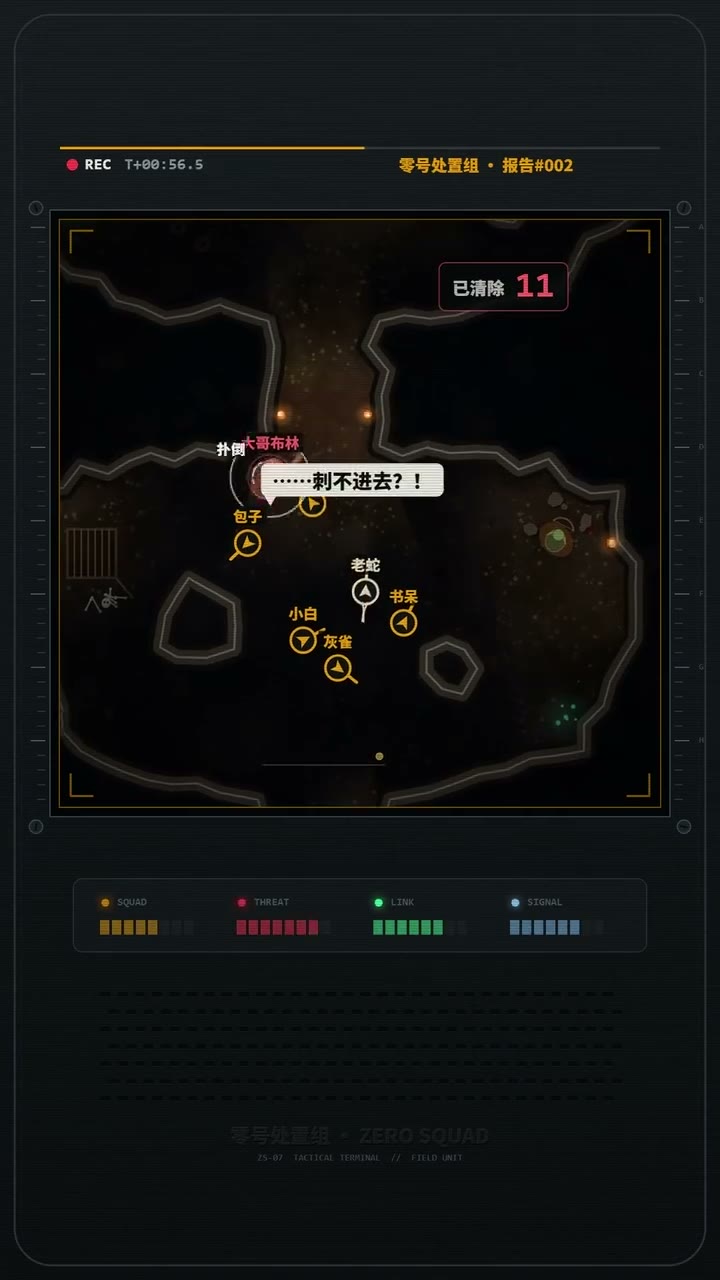 REC T+00:56.5
零号处置组 · 报告#002
已清除 11
扑倒
大哥布林
……刺不进去？！
包子
老蛇
书呆
小白
灰雀
SQUAD
THREAT
LINK
SIGNAL
零号处置组 · ZERO SQUAD
ZS-07 TACTICAL TERMINAL // FIELD UNIT